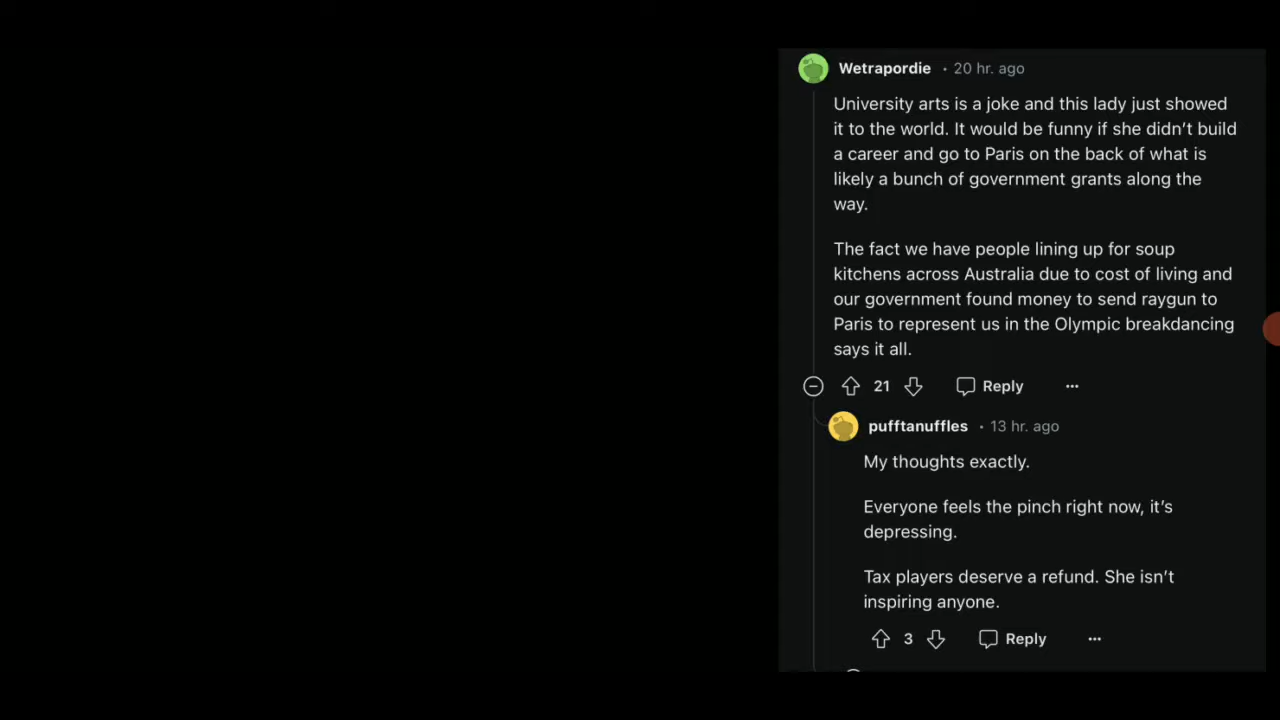 Wetrapordie • 20 hr. ago
University arts is a joke and this lady just showed
it to the world. It would be funny if she didn’t build
a career and go to Paris on the back of what is
likely a bunch of government grants along the
way.
The fact we have people lining up for soup
kitchens across Australia due to cost of living and
our government found money to send raygun to
Paris to represent us in the Olympic breakdancing
says it all.
21 Reply ...
pufftanuffles • 13 hr. ago
My thoughts exactly.
Everyone feels the pinch right now, it’s
depressing.
Tax players deserve a refund. She isn’t
inspiring anyone.
3 Reply ...